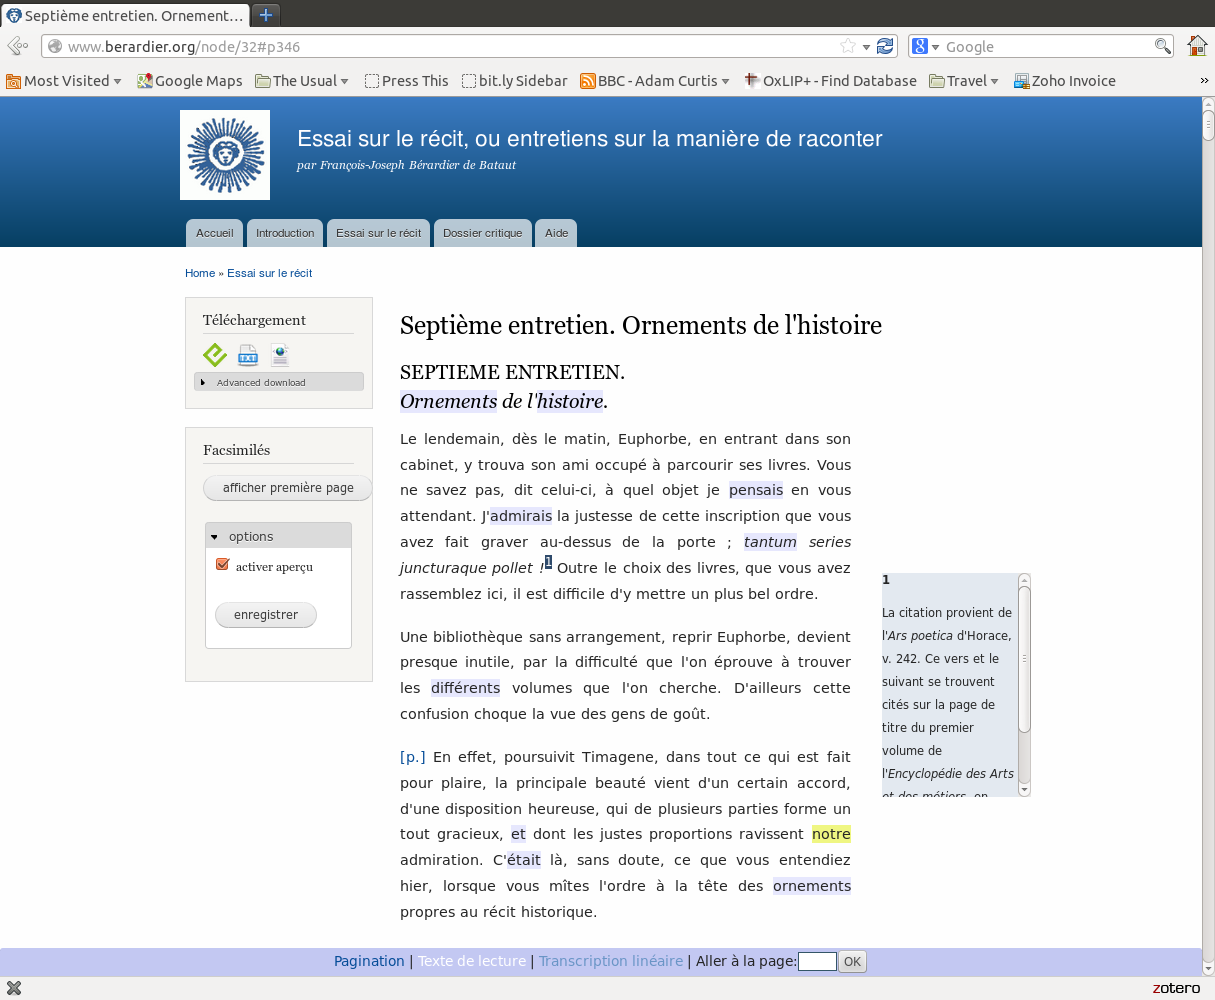 Septième entretien. Ornement…
www.berardier.org/node/32#p346
Google
Most Visited
Google Maps
The Usual
Press This
bit.ly Sidebar
BBC - Adam Curtis
OxLIP+ - Find Database
Travel
Zoho Invoice
»
Essai sur le récit, ou entretiens sur la manière de raconter
par François-Joseph Bérardier de Bataut
Accueil
Introduction
Essai sur le récit
Dossier critique
Aide
Home » Essai sur le récit
Téléchargement
TXT
Advanced download
Facsimilés
afficher première page
options
activer aperçu
enregistrer
Septième entretien. Ornements de l'histoire
SEPTIEME ENTRETIEN.
Ornements de l'histoire.
Le lendemain, dès le matin, Euphorbe, en entrant dans son
cabinet, y trouva son ami occupé à parcourir ses livres. Vous
ne savez pas, dit celui-ci, à quel objet je pensais en vous
attendant. J'admirais la justesse de cette inscription que vous
avez fait graver au-dessus de la porte ; tantum series
juncturaque pollet !1 Outre le choix des livres, que vous avez
rassemblez ici, il est difficile d'y mettre un plus bel ordre.
Une bibliothèque sans arrangement, reprir Euphorbe, devient
presque inutile, par la difficulté que l'on éprouve à trouver
les différents volumes que l'on cherche. D'ailleurs cette
confusion choque la vue des gens de goût.
[p.] En effet, poursuivit Timagene, dans tout ce qui est fait
pour plaire, la principale beauté vient d'un certain accord,
d'une disposition heureuse, qui de plusieurs parties forme un
tout gracieux, et dont les justes proportions ravissent notre
admiration. C'était là, sans doute, ce que vous entendiez
hier, lorsque vous mîtes l'ordre à la tête des ornements
propres au récit historique.
1
La citation provient de
l'Ars poetica d'Horace,
v. 242. Ce vers et le
suivant se trouvent
cités sur la page de
titre du premier
volume de
l'Encyclopédie des Arts
et des métiers, en
Pagination | Texte de lecture | Transcription linéaire | Aller à la page: OK
zotero